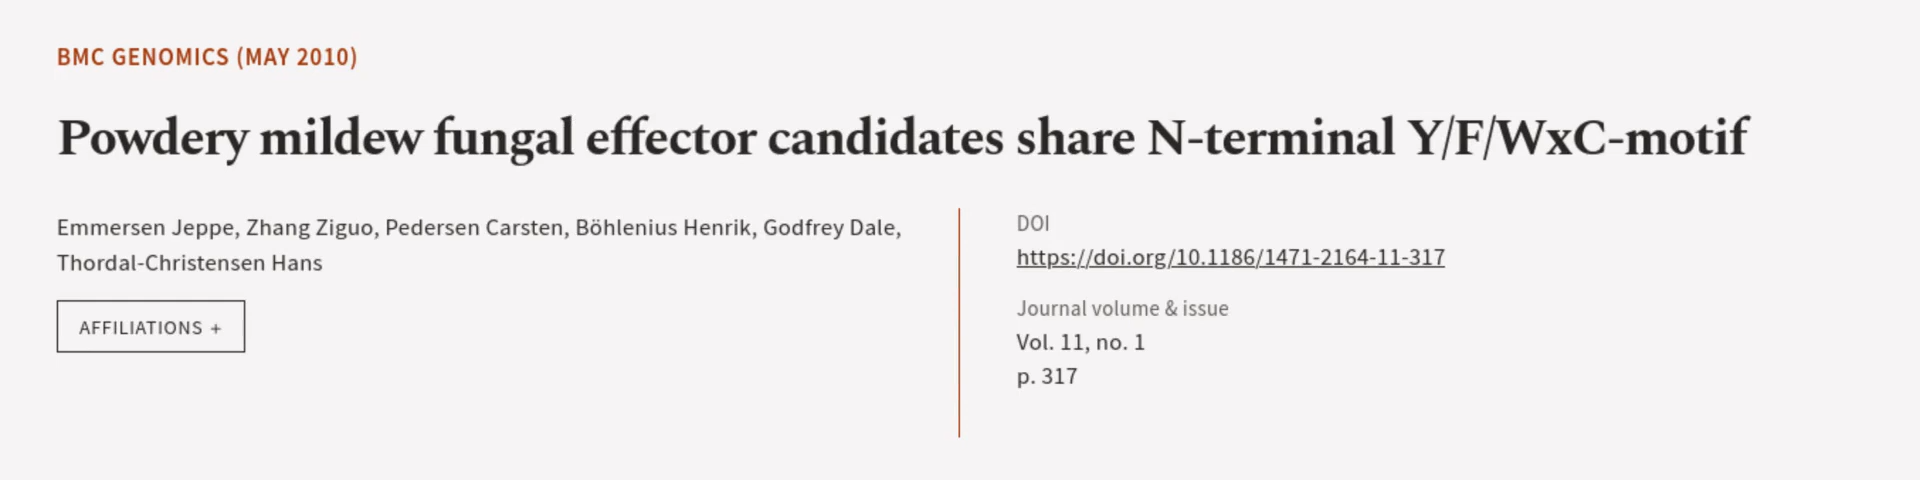 BMC GENOMICS (MAY 2010)
Powdery mildew fungal effector candidates share N-terminal Y/F/WxC-motif
Emmersen Jeppe, Zhang Ziguo, Pedersen Carsten, Böhlenius Henrik, Godfrey Dale,
Thordal-Christensen Hans
AFFILIATIONS +
DOI
https://doi.org/10.1186/1471-2164-11-317
Journal volume & issue
Vol. 11, no. 1
p. 317